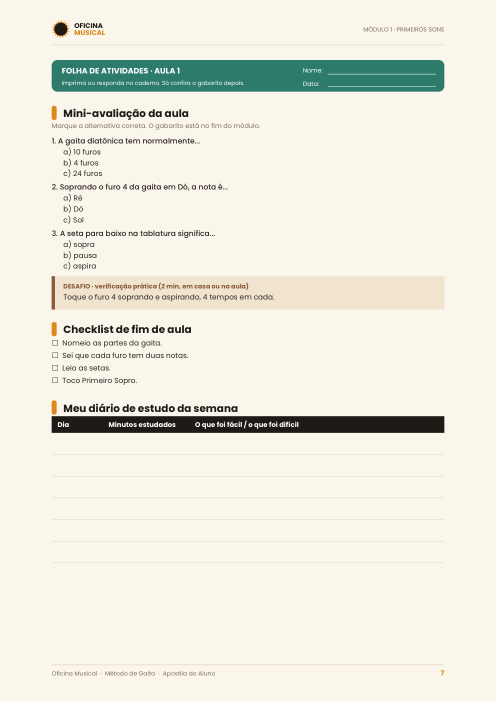 OFICINA
MUSICAL
MÓDULO 1 · PRIMEIROS SONS
FOLHA DE ATIVIDADES · AULA 1
Imprima ou responda no caderno. Só confira o gabarito depois.
Nome:
Data:
Mini-avaliação da aula
Marque a alternativa correta. O gabarito está no fim do módulo.
1. A gaita diatônica tem normalmente...
a) 10 furos
b) 4 furos
c) 24 furos
2. Soprando o furo 4 da gaita em Dó, a nota é...
a) Ré
b) Dó
c) Sol
3. A seta para baixo na tablatura significa...
a) sopra
b) pausa
c) aspira
DESAFIO · verificação prática (2 min, em casa ou na aula)
Toque o furo 4 soprando e aspirando, 4 tempos em cada.
Checklist de fim de aula
☐ Nomeio as partes da gaita.
☐ Sei que cada furo tem duas notas.
☐ Leio as setas.
☐ Toco Primeiro Sopro.
Meu diário de estudo da semana
Dia Minutos estudados O que foi fácil / o que foi difícil
Oficina Musical · Método de Gaita · Apostila do Aluno
7